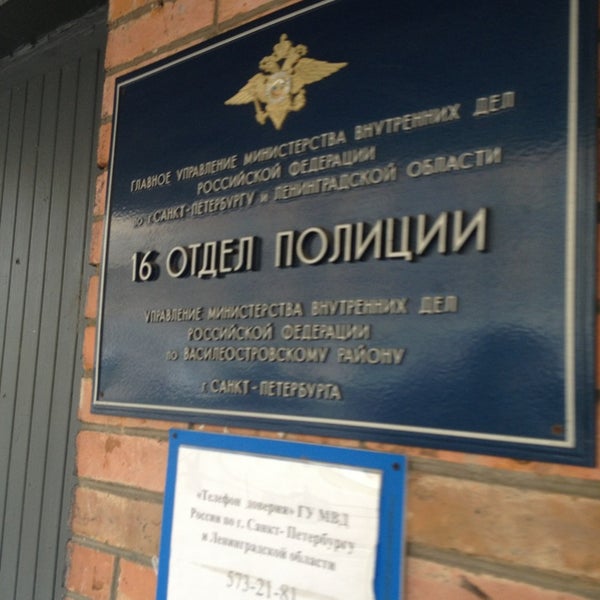 ГЛАВНОЕ УПРАВЛЕНИЕ МИНИСТЕРСТВА ВНУТРЕННИХ ДЕЛ
РОССИЙСКОЙ ФЕДЕРАЦИИ
по г.САНКТ-ПЕТЕРБУРГУ и ЛЕНИНГРАДСКОЙ ОБЛАСТИ
16 ОТДЕЛ ПОЛИЦИИ
УПРАВЛЕНИЕ МИНИСТЕРСТВА ВНУТРЕННИХ ДЕЛ
РОССИЙСКОЙ ФЕДЕРАЦИИ
по ВАСИЛЕОСТРОВСКОМУ РАЙОНУ
г.САНКТ-ПЕТЕРБУРГА
«Телефон доверия» ГУ МВД
России по г. Санкт- Петербургу
и Ленинградской области
573-21-81